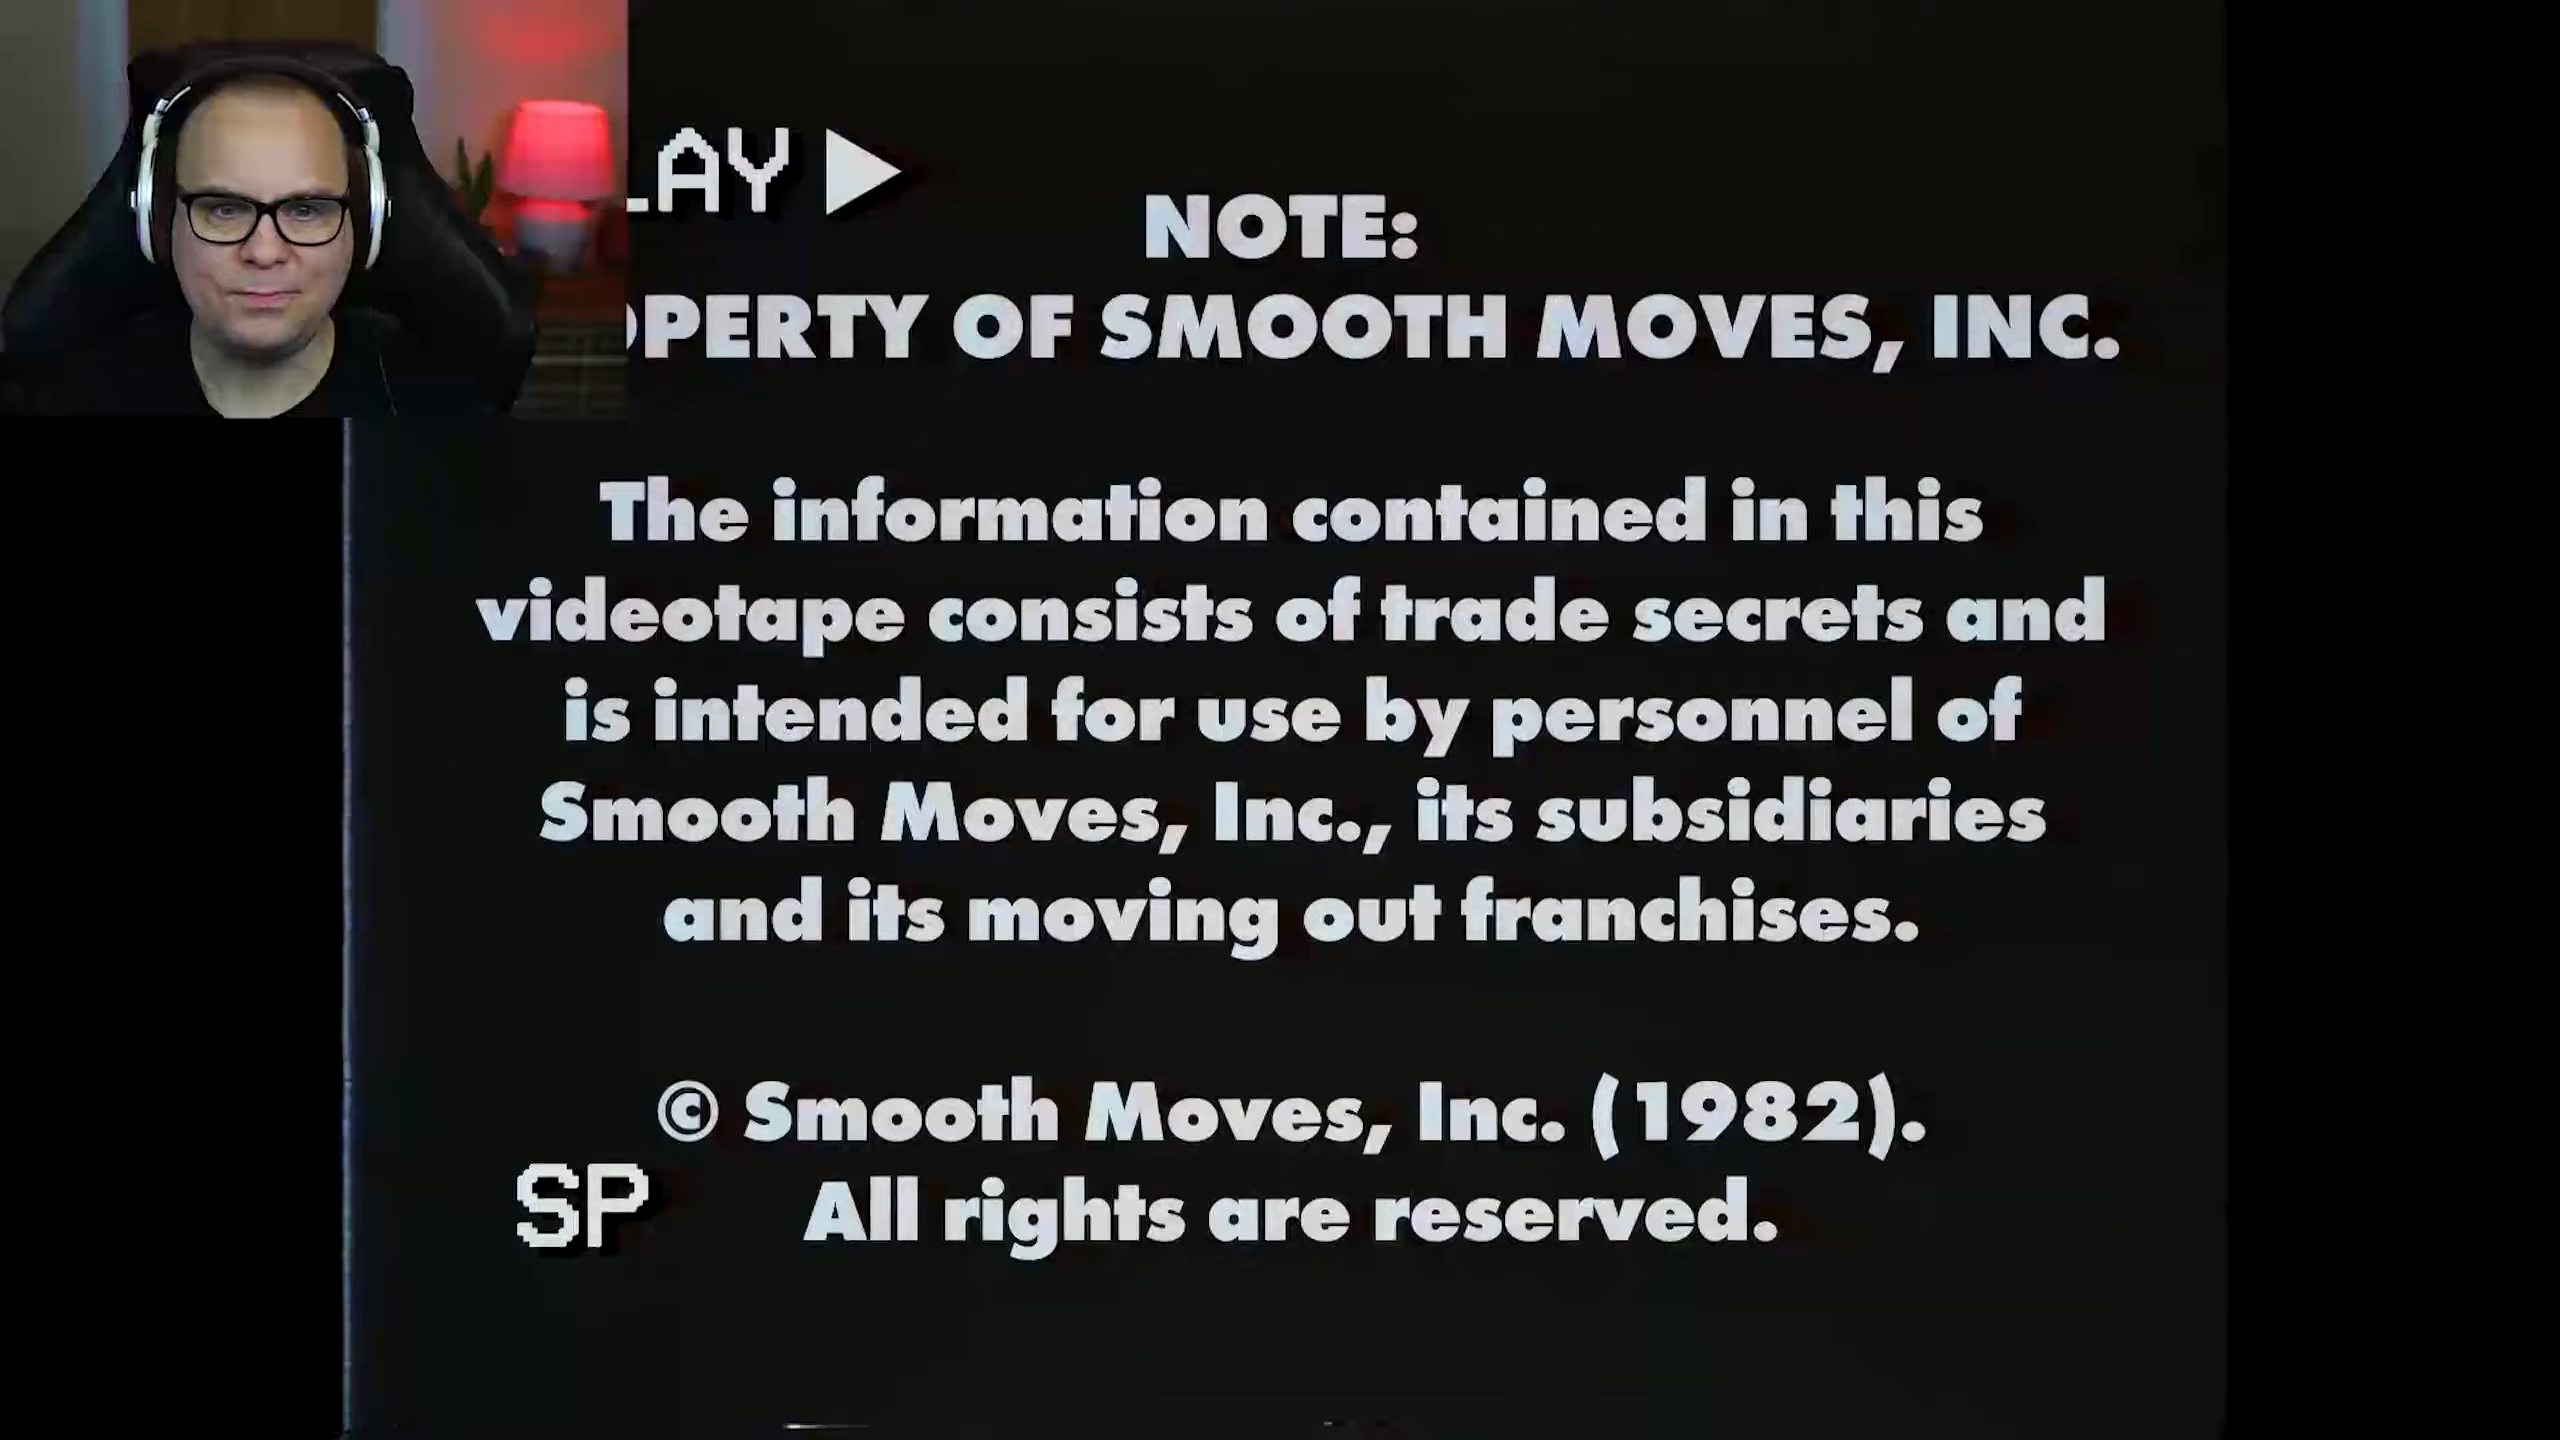 LAY
NOTE:
OPERTY OF SMOOTH MOVES, INC.
The information contained in this
videotape consists of trade secrets and
is intended for use by personnel of
Smooth Moves, Inc., its subsidiaries
and its moving out franchises.
© Smooth Moves, Inc. (1982).
SP
All rights are reserved.